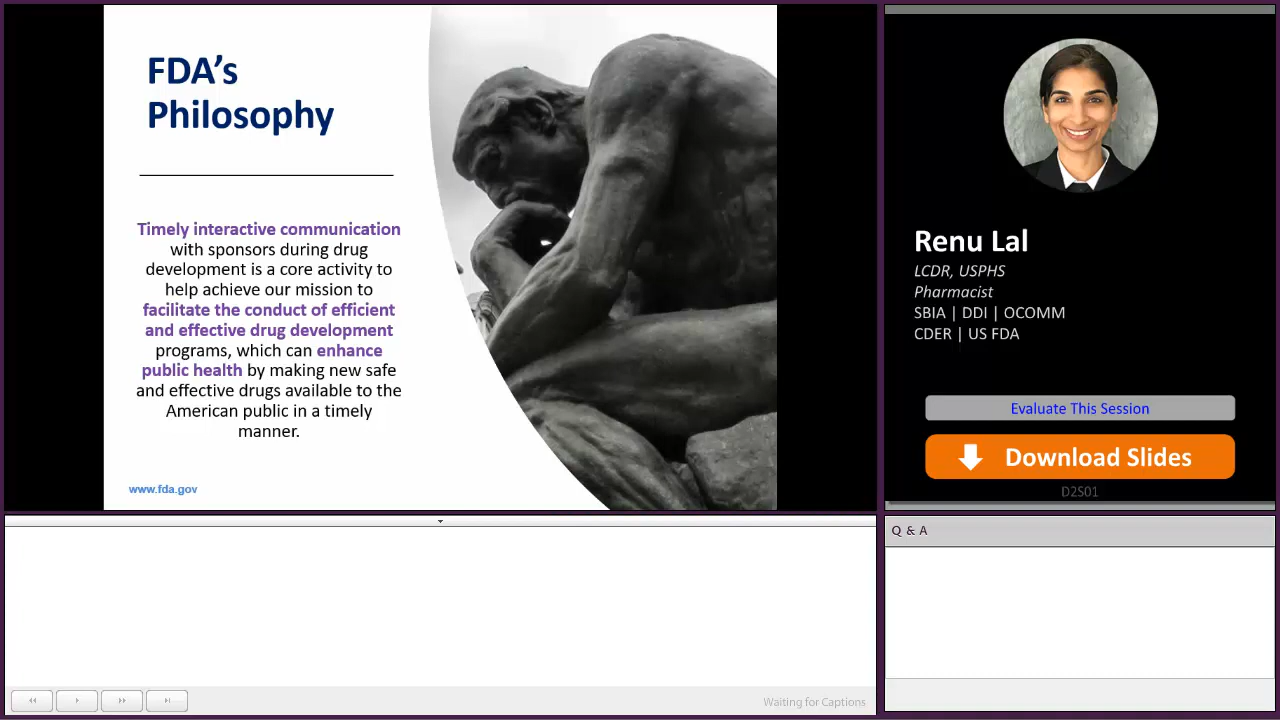 FDA’s
Philosophy
Timely interactive communication
with sponsors during drug
development is a core activity to
help achieve our mission to
facilitate the conduct of efficient
and effective drug development
programs, which can enhance
public health by making new safe
and effective drugs available to the
American public in a timely
manner.
www.fda.gov
Renu Lal
LCDR, USPHS
Pharmacist
SBIA | DDI | OCOMM
CDER | US FDA
Evaluate This Session
Download Slides
D2S01
Q & A
Waiting for Captions